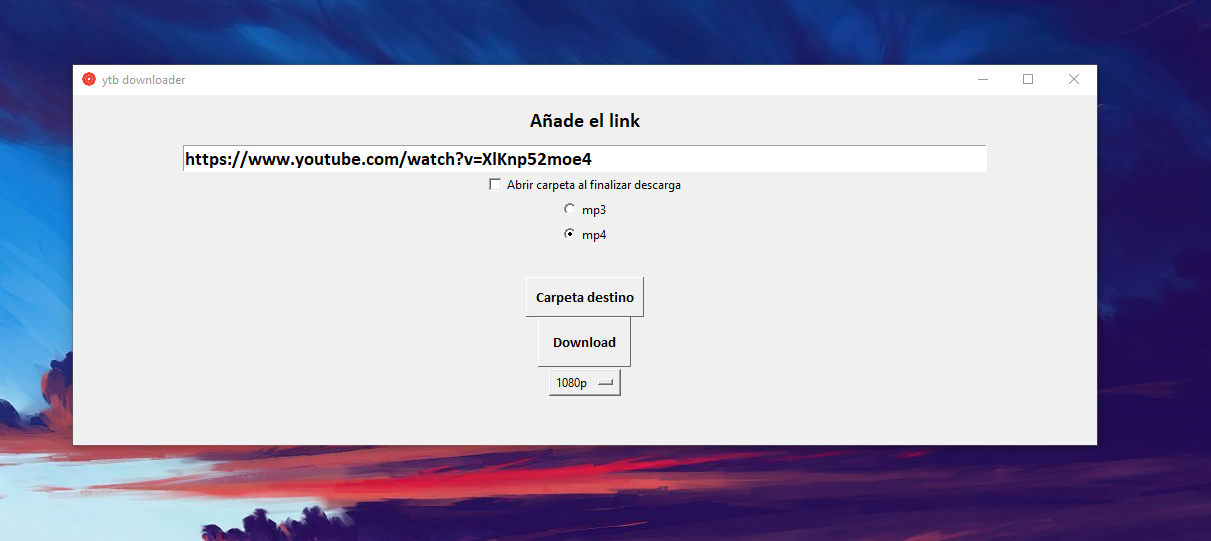 ytb downloader
Añade el link
https://www.youtube.com/watch?v=XlKnp52moe4
Abrir carpeta al finalizar descarga
mp3
mp4
Carpeta destino
Download
1080p